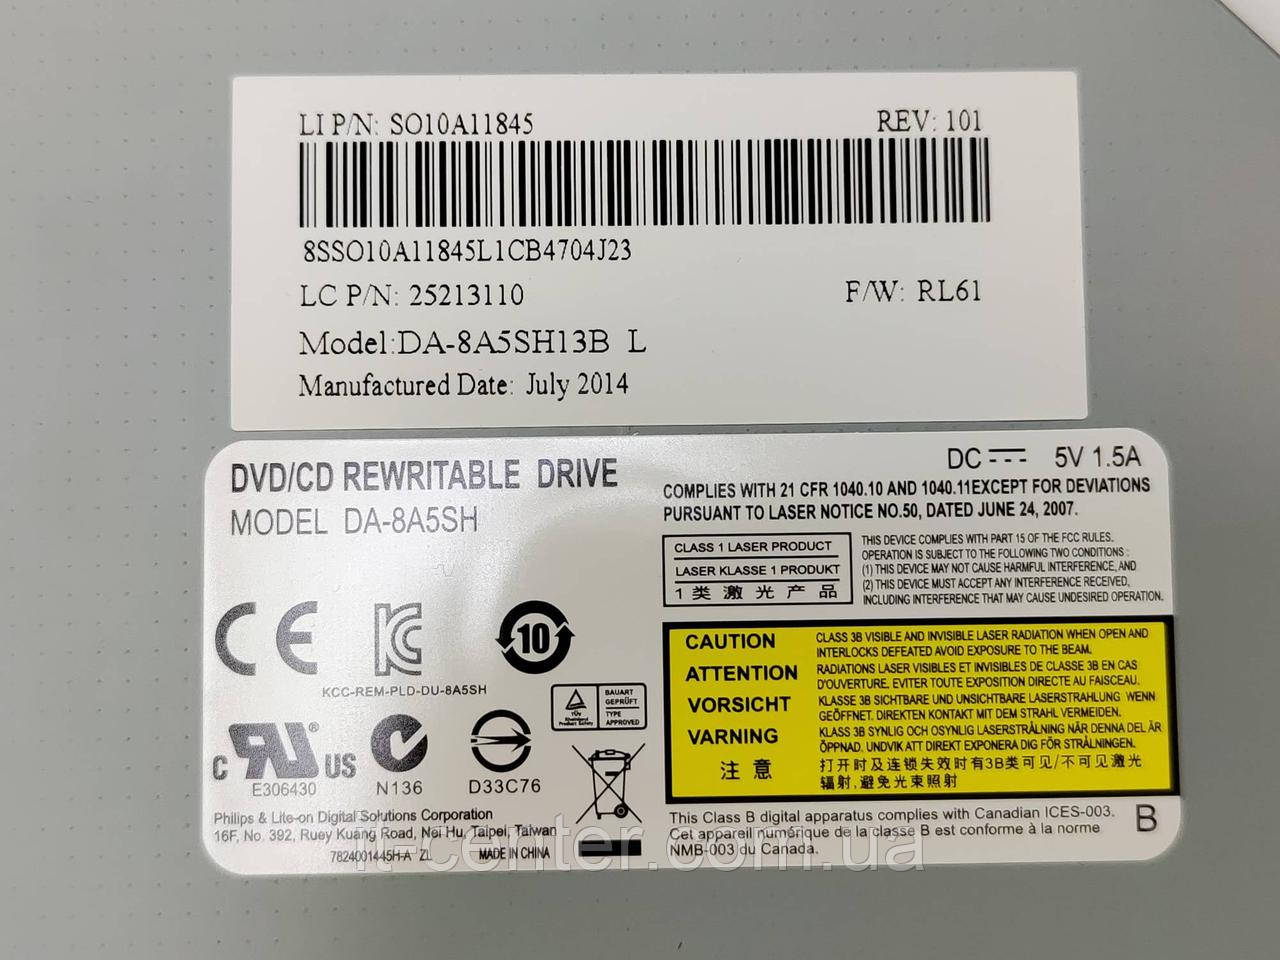 LI P/N: SO10A11845
REV: 101
8SSO10A11845L1CB4704J23
LC P/N: 25213110
F/W: RL61
Model:DA-8A5SH13B L
Manufactured Date: July 2014
DVD/CD REWRITABLE DRIVE
MODEL DA-8A5SH
DC 5V 1.5A
COMPLIES WITH 21 CFR 1040.10 AND 1040.11EXCEPT FOR DEVIATIONS
PURSUANT TO LASER NOTICE NO.50, DATED JUNE 24, 2007.
CLASS 1 LASER PRODUCT
LASER KLASSE 1 PRODUKT
1 类 激 光 产 品
THIS DEVICE COMPLIES WITH PART 15 OF THE FCC RULES.
OPERATION IS SUBJECT TO THE FOLLOWING TWO CONDITIONS :
(1) THIS DEVICE MAY NOT CAUSE HARMFUL INTERFERENCE, AND
(2) THIS DEVICE MUST ACCEPT ANY INTERFERENCE RECEIVED,
INCLUDING INTERFERENCE THAT MAY CAUSE UNDESIRED OPERATION.
CE
KC
10
KCC-REM-PLD-DU-8A5SH
TÜV
Rheinland
Product Safety
BAUART
GEPRÜFT
TYPE
APPROVED
C RU ® US
E306430
N136
D33C76
CAUTION
CLASS 3B VISIBLE AND INVISIBLE LASER RADIATION WHEN OPEN AND
INTERLOCKS DEFEATED AVOID EXPOSURE TO THE BEAM.
ATTENTION
RADIATIONS LASER VISIBLES ET INVISIBLES DE CLASSE 3B EN CAS
D'OUVERTURE. EVITER TOUTE EXPOSITION DIRECTE AU FAISCEAU.
VORSICHT
KLASSE 3B SICHTBARE UND UNSICHTBARE LASERSTRAHLUNG WENN
GEÖFFNET. DIREKTEN KONTAKT MIT DEM STRAHL VERMEIDEN.
VARNING
KLASS 3B SYNLIG OCH OSYNLIG LASERSTRÅLNING NÄR DENNA DEL ÄR
ÖPPNAD. UNDVIK ATT DIREKT EXPONERA DIG FÖR STRÅLNINGEN.
注 意
打开时及连锁失效时有3B类可见/不可见激光
辐射,避免光束照射
Philips & Lite-on Digital Solutions Corporation
16F, No. 392, Ruey Kuang Road, Nei Hu, Taipei, Taiwan
7824001445H-A ZL MADE IN CHINA
This Class B digital apparatus complies with Canadian ICES-003.
Cet appareil numérique de la classe B est conforme à la norme
NMB-003 du Canada.
B
it-center.com.ua